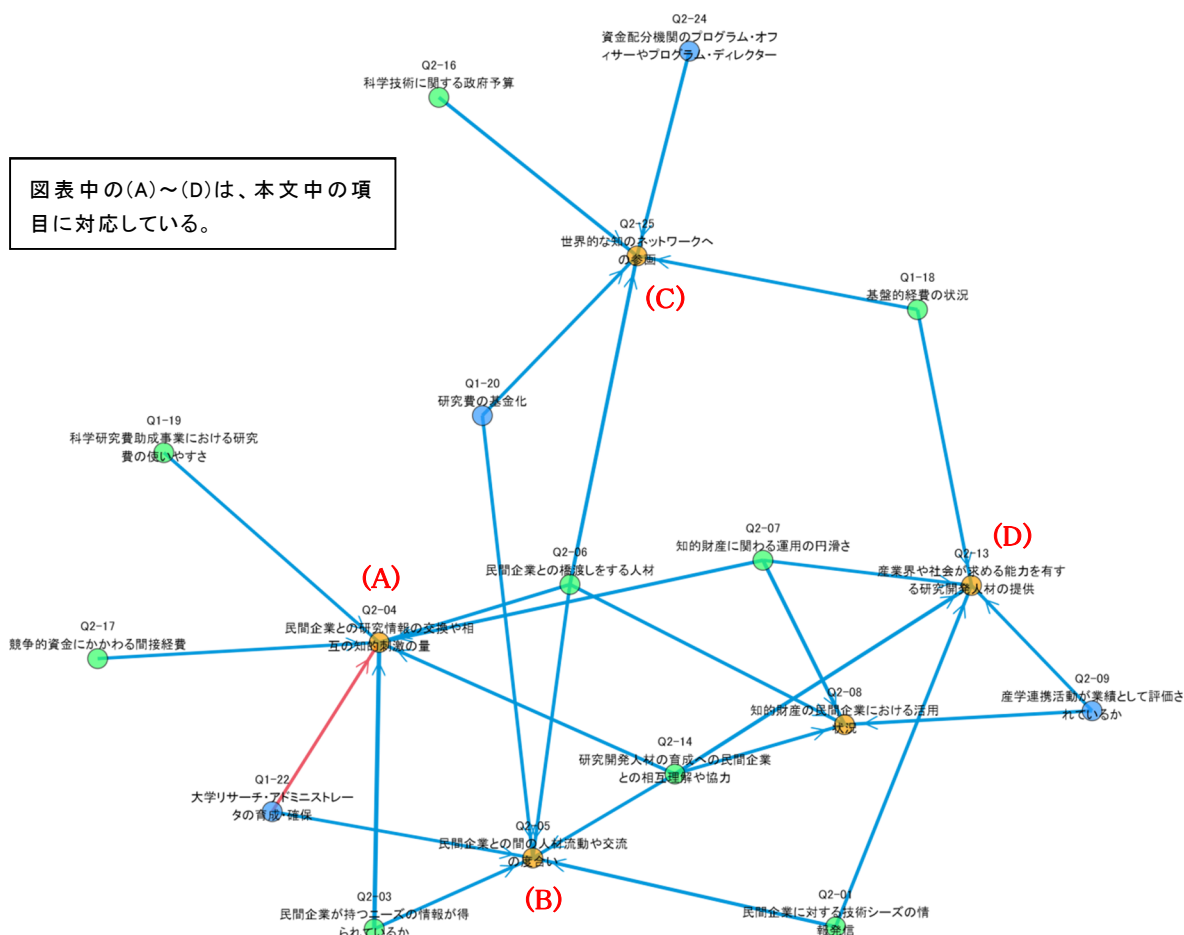 Q2-24
資金配分機関のプログラム・オフ
ィサーやプログラム・ディレクター
Q2-16
科学技術に関する政府予算
図表中の(A)～(D)は、本文中の項
目に対応している。
Q2-25
世界的な知のネットワークへ
の参画
(C)
Q1-18
基盤的経費の状況
Q1-20
研究費の基金化
Q1-19
科学研究費助成事業における研究
費の使いやすさ
Q2-07
知的財産に関わる運用の円滑さ
(D)
Q2-13
産業界や社会が求める能力を有す
る研究開発人材の提供
Q2-06
民間企業との橋渡しをする人材
(A)
Q2-04
民間企業との研究情報の交換や相
互の知的刺激の量
Q2-17
競争的資金にかかわる間接経費
Q2-09
産学連携活動が業績として評価さ
れているか
Q2-08
知的財産の民間企業における活用
状況
Q2-14
研究開発人材の育成への民間企業
との相互理解や協力
Q1-22
大学リサーチ・アドミニストレー
タの育成・確保
Q2-05
民間企業との間の人材流動や交流
の度合い
(B)
Q2-03
民間企業が持つニーズの情報が得
られているか
Q2-01
民間企業に対する技術シーズの情
報発信